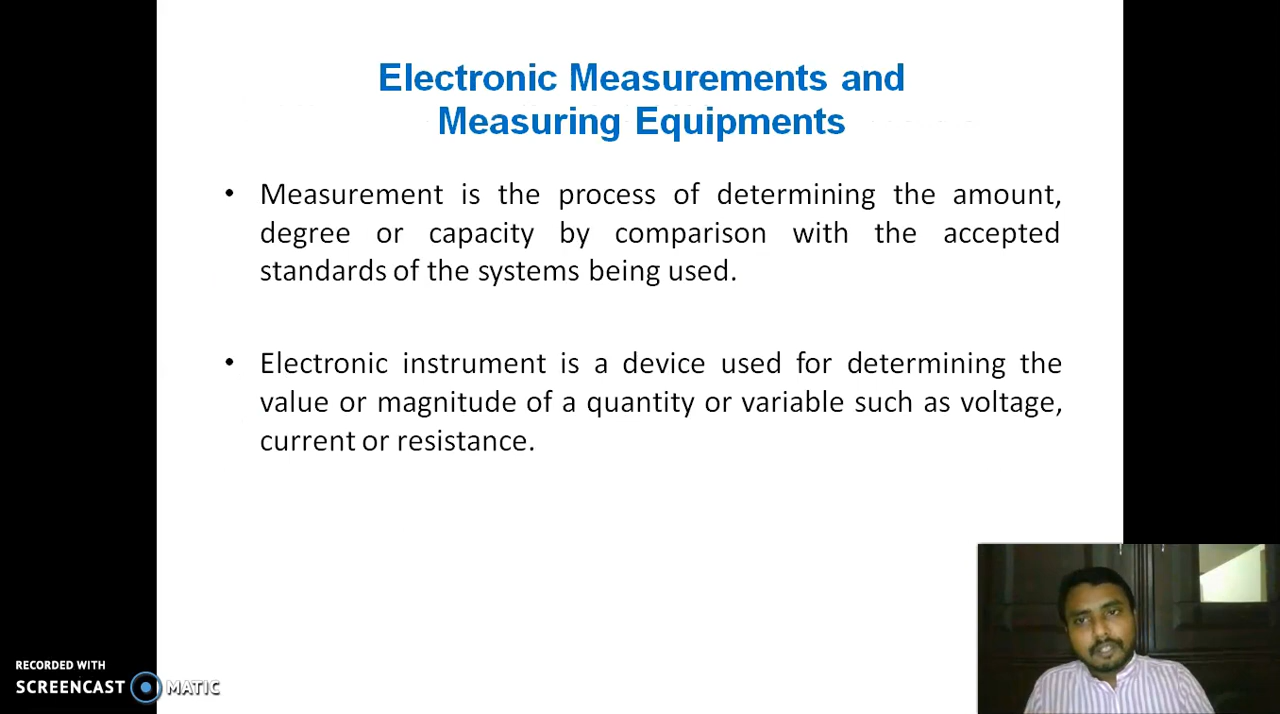 Electronic Measurements and
Measuring Equipments
• Measurement is the process of determining the amount,
degree or capacity by comparison with the accepted
standards of the systems being used.
• Electronic instrument is a device used for determining the
value or magnitude of a quantity or variable such as voltage,
current or resistance.
RECORDED WITH
SCREENCAST MATIC